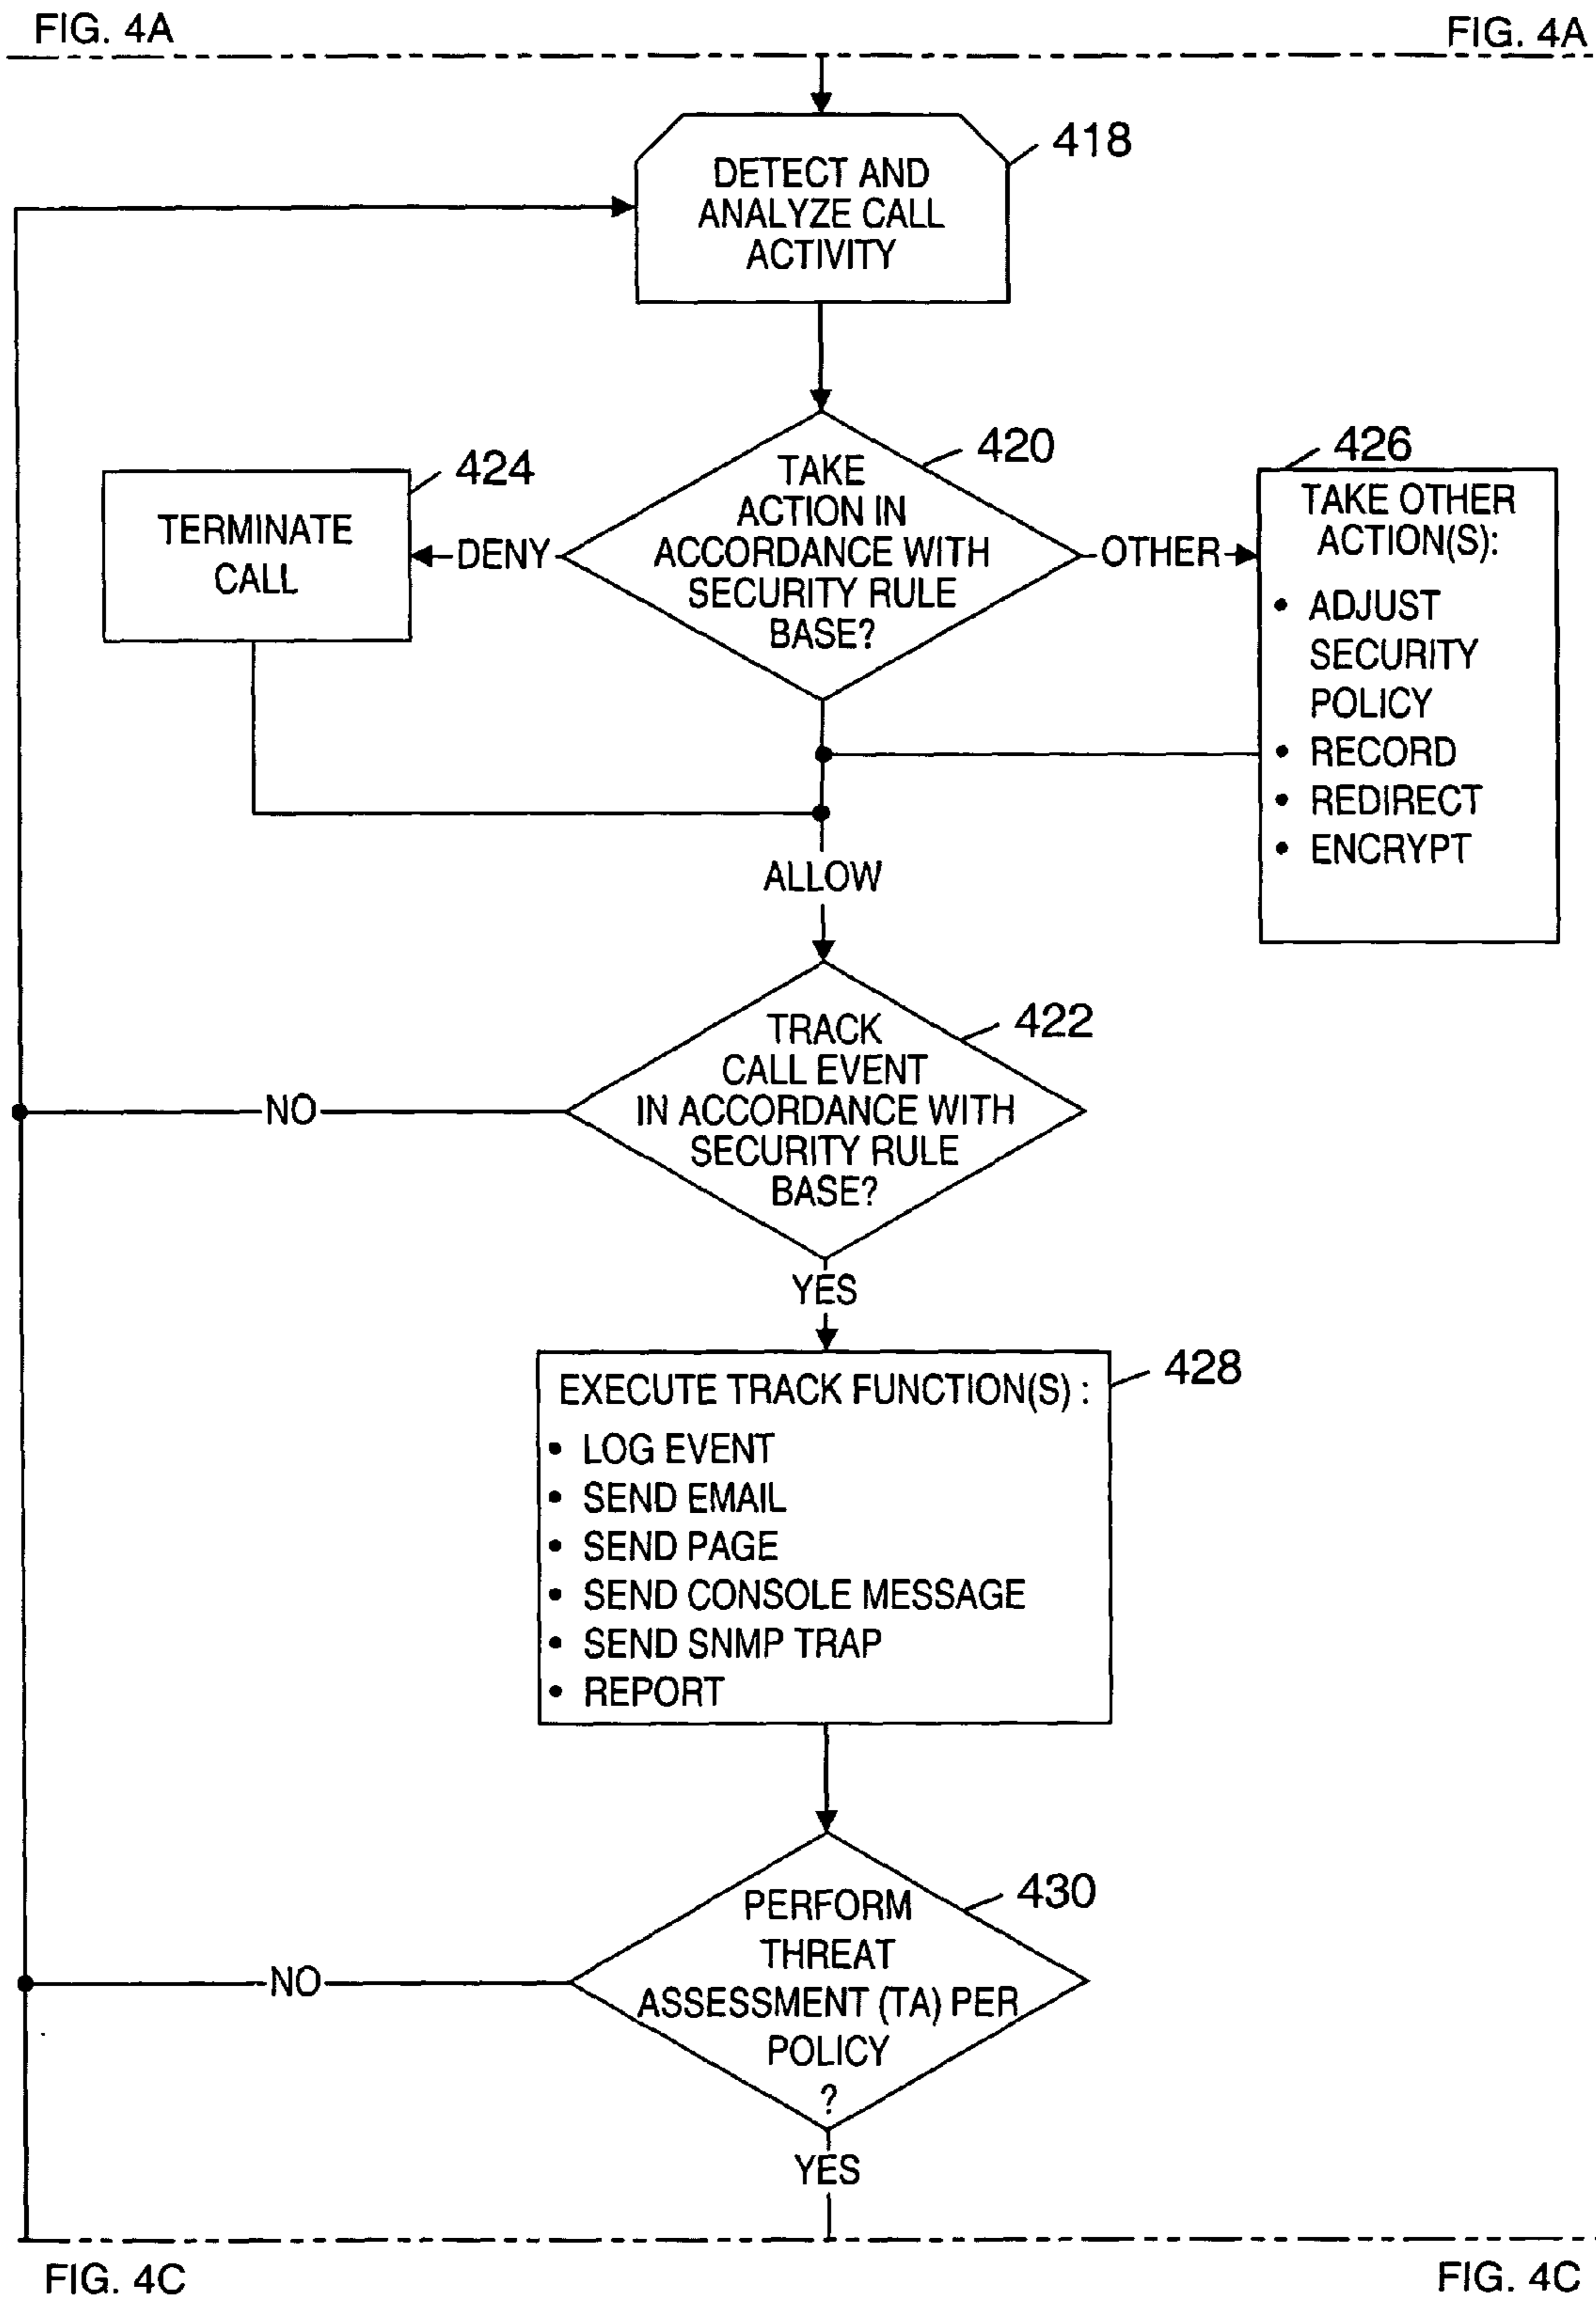 FIG. 4A
FIG. 4A
418
DETECT AND
ANALYZE CALL
ACTIVITY
420
TAKE
ACTION IN
ACCORDANCE WITH
SECURITY RULE
BASE?
DENY
424
TERMINATE
CALL
OTHER
426
TAKE OTHER
ACTION(S):
• ADJUST
SECURITY
POLICY
• RECORD
• REDIRECT
• ENCRYPT
ALLOW
422
TRACK
CALL EVENT
IN ACCORDANCE WITH
SECURITY RULE
BASE?
NO
YES
428
EXECUTE TRACK FUNCTION(S) :
• LOG EVENT
• SEND EMAIL
• SEND PAGE
• SEND CONSOLE MESSAGE
• SEND SNMP TRAP
• REPORT
430
PERFORM
THREAT
ASSESSMENT (TA) PER
POLICY
?
NO
YES
FIG. 4C
FIG. 4C